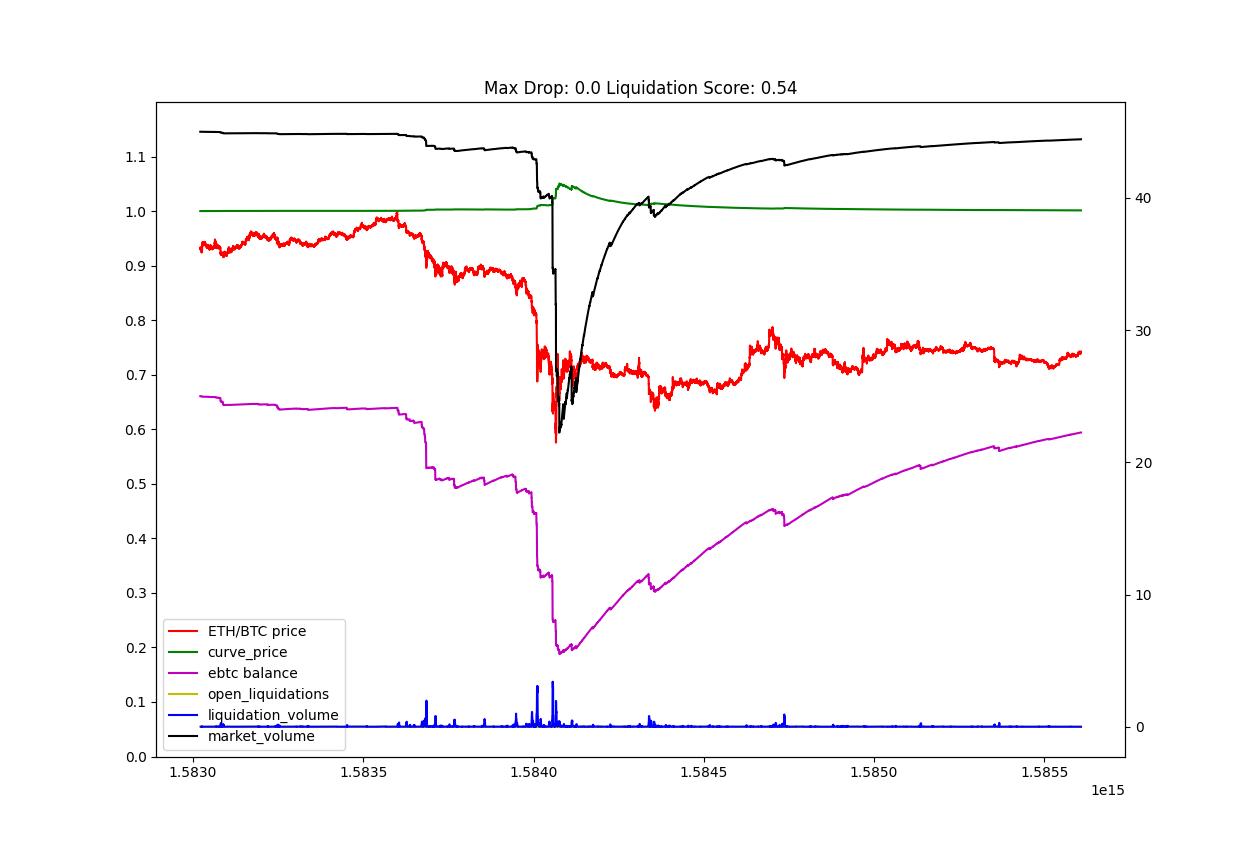 Max Drop: 0.0 Liquidation Score: 0.54
1.1
1.0
0.9
0.8
0.7
0.6
0.5
0.4
0.3
0.2
0.1
0.0
40
30
20
10
0
ETH/BTC price
curve_price
ebtc balance
open_liquidations
liquidation_volume
market_volume
1.5830 1.5835 1.5840 1.5845 1.5850 1.5855
1e15